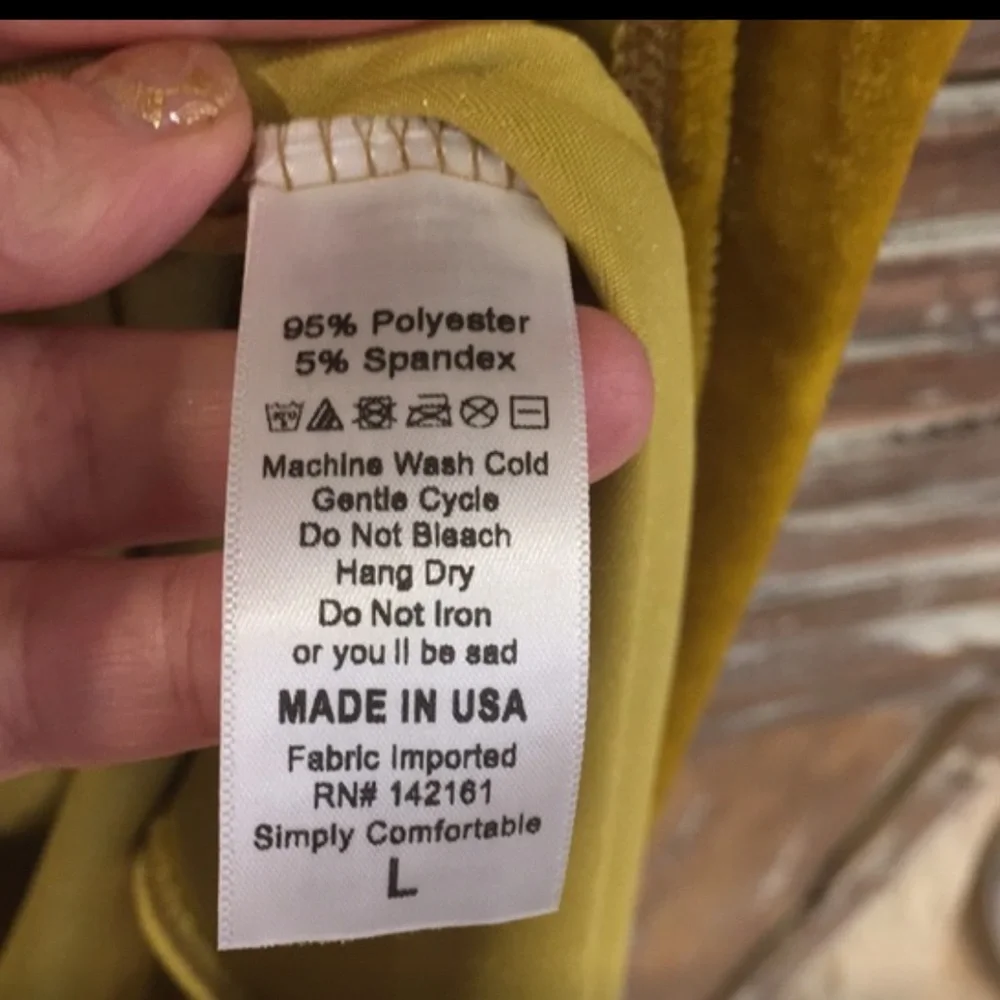 95% Polyester
5% Spandex
Machine Wash Cold
Gentle Cycle
Do Not Bleach
Hang Dry
Do Not Iron
or you ll be sad
MADE IN USA
Fabric Imported
RN# 142161
Simply Comfortable
L